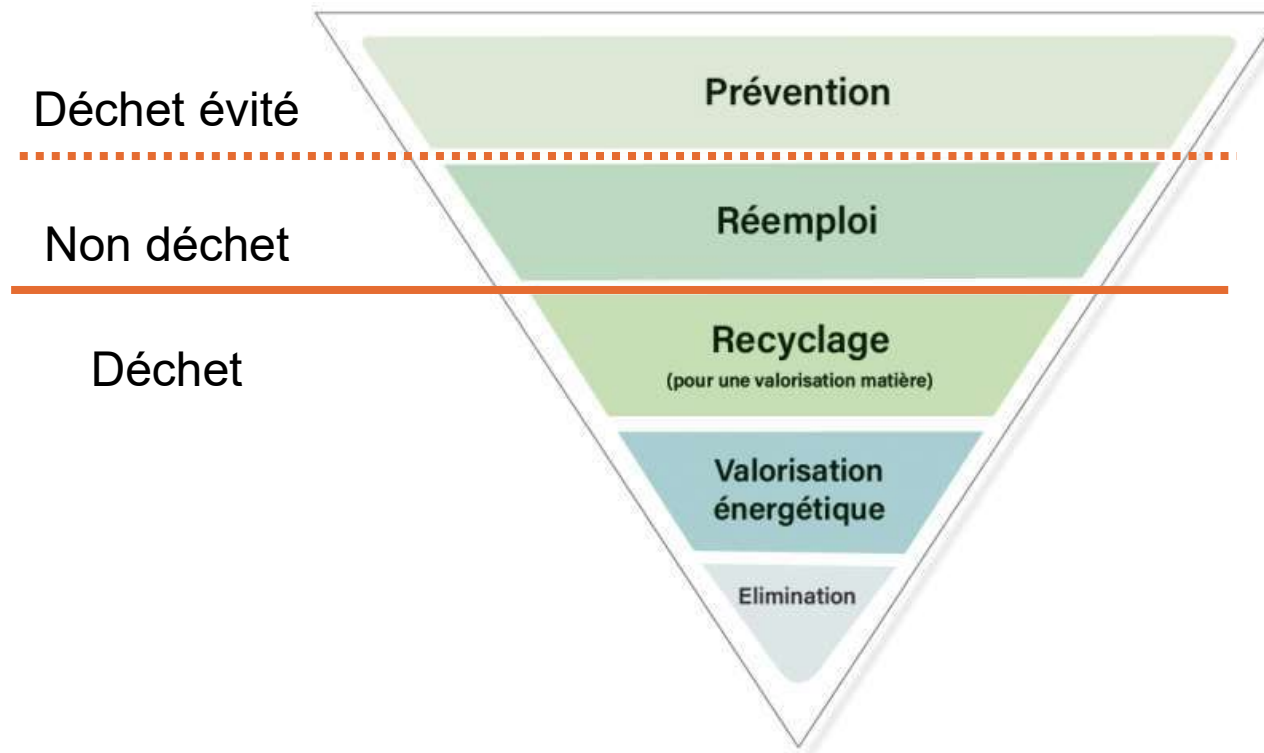 Déchet évité
Prévention
Non déchet
Réemploi
Déchet
Recyclage
(pour une valorisation matière)
Valorisation
énergétique
Elimination